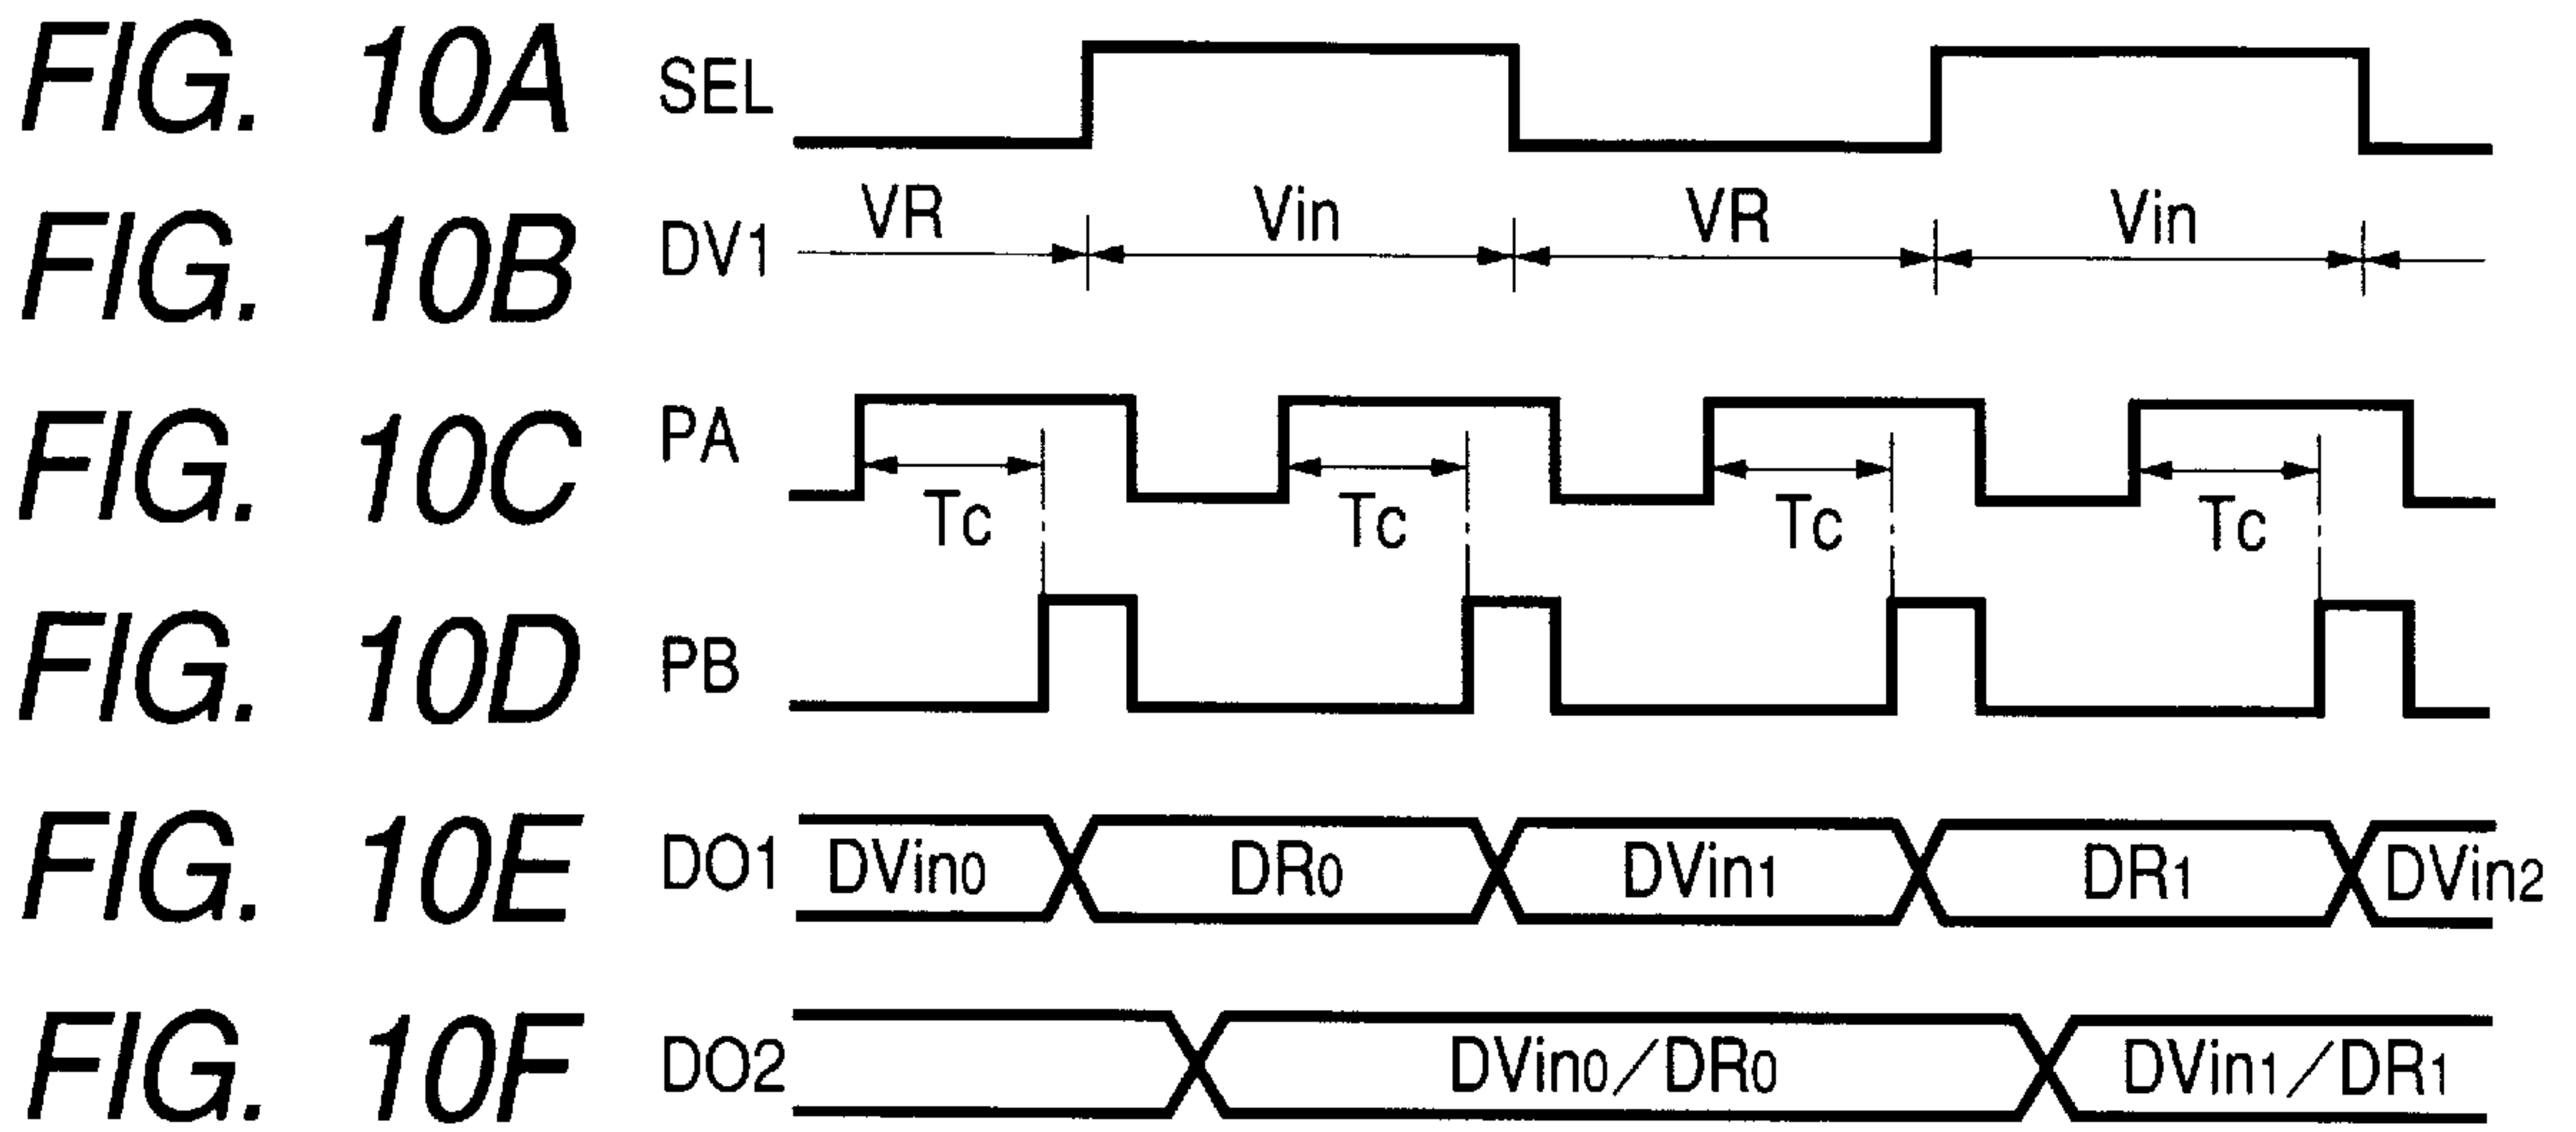 FIG. 10A SEL
FIG. 10B DV1 VR Vin VR Vin
FIG. 10C PA Tc Tc Tc Tc
FIG. 10D PB
FIG. 10E DO1 DVin0 DR0 DVin1 DR1 DVin2
FIG. 10F DO2 DVin0/DR0 DVin1/DR1